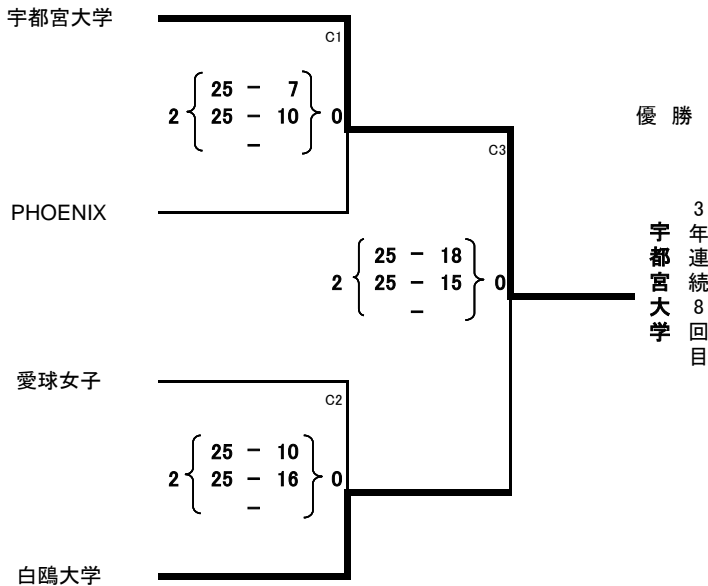 宇都宮大学
C1
25 － 7
2 25 － 10 0
－
優 勝
C3
PHOENIX
3年連続8回目
宇都宮大学
25 － 18
2 25 － 15 0
－
愛球女子
C2
25 － 10
2 25 － 16 0
－
白鴎大学